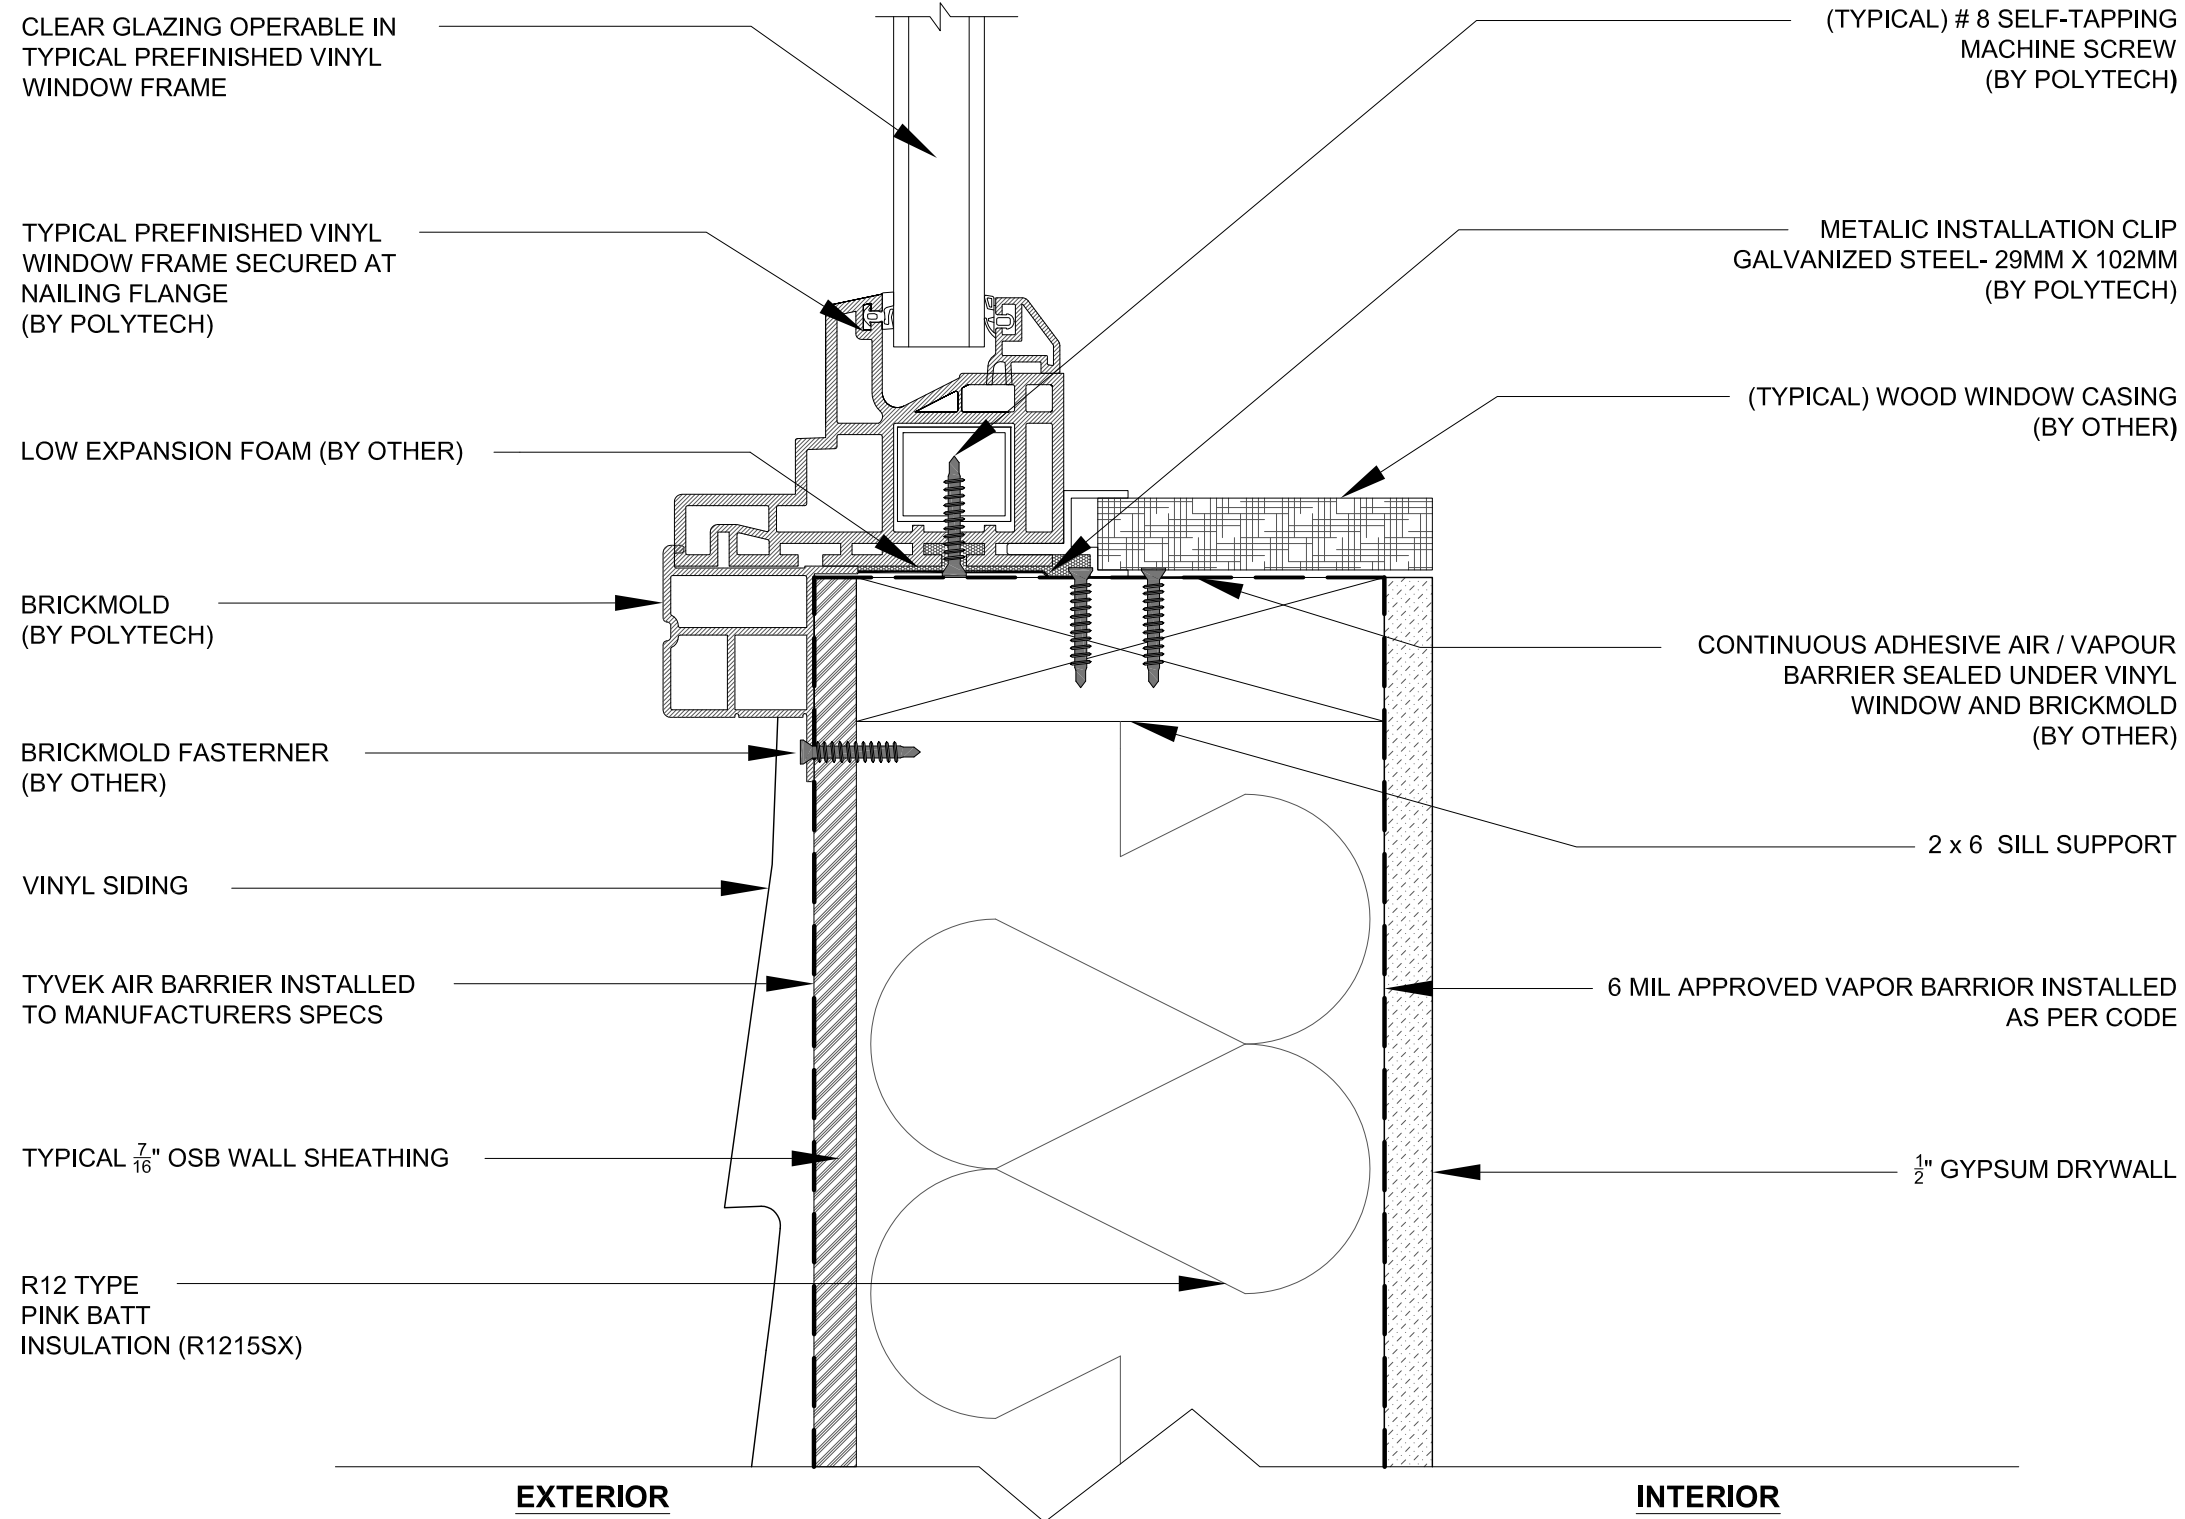 CLEAR GLAZING OPERABLE IN
TYPICAL PREFINISHED VINYL
WINDOW FRAME
TYPICAL PREFINISHED VINYL
WINDOW FRAME SECURED AT
NAILING FLANGE
(BY POLYTECH)
LOW EXPANSION FOAM (BY OTHER)
BRICKMOLD
(BY POLYTECH)
BRICKMOLD FASTERNER
(BY OTHER)
VINYL SIDING
TYVEK AIR BARRIER INSTALLED
TO MANUFACTURERS SPECS
TYPICAL 7/16" OSB WALL SHEATHING
R12 TYPE
PINK BATT
INSULATION (R1215SX)
(TYPICAL) # 8 SELF-TAPPING
MACHINE SCREW
(BY POLYTECH)
METALIC INSTALLATION CLIP
GALVANIZED STEEL- 29MM X 102MM
(BY POLYTECH)
(TYPICAL) WOOD WINDOW CASING
(BY OTHER)
CONTINUOUS ADHESIVE AIR / VAPOUR
BARRIER SEALED UNDER VINYL
WINDOW AND BRICKMOLD
(BY OTHER)
2 x 6 SILL SUPPORT
6 MIL APPROVED VAPOR BARRIOR INSTALLED
AS PER CODE
1/2" GYPSUM DRYWALL
EXTERIOR
INTERIOR